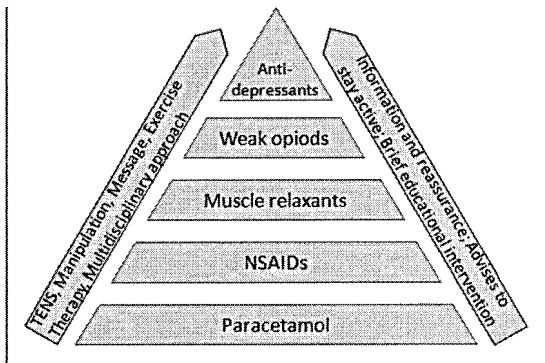 Anti-
depressants
Weak opiods
Muscle relaxants
NSAIDs
Paracetamol
TENS, Manipulation, Message, Exercise
Therapy, Multidisciplinary approach
Information and reassurance; Advises to
stay active; Brief educational intervention